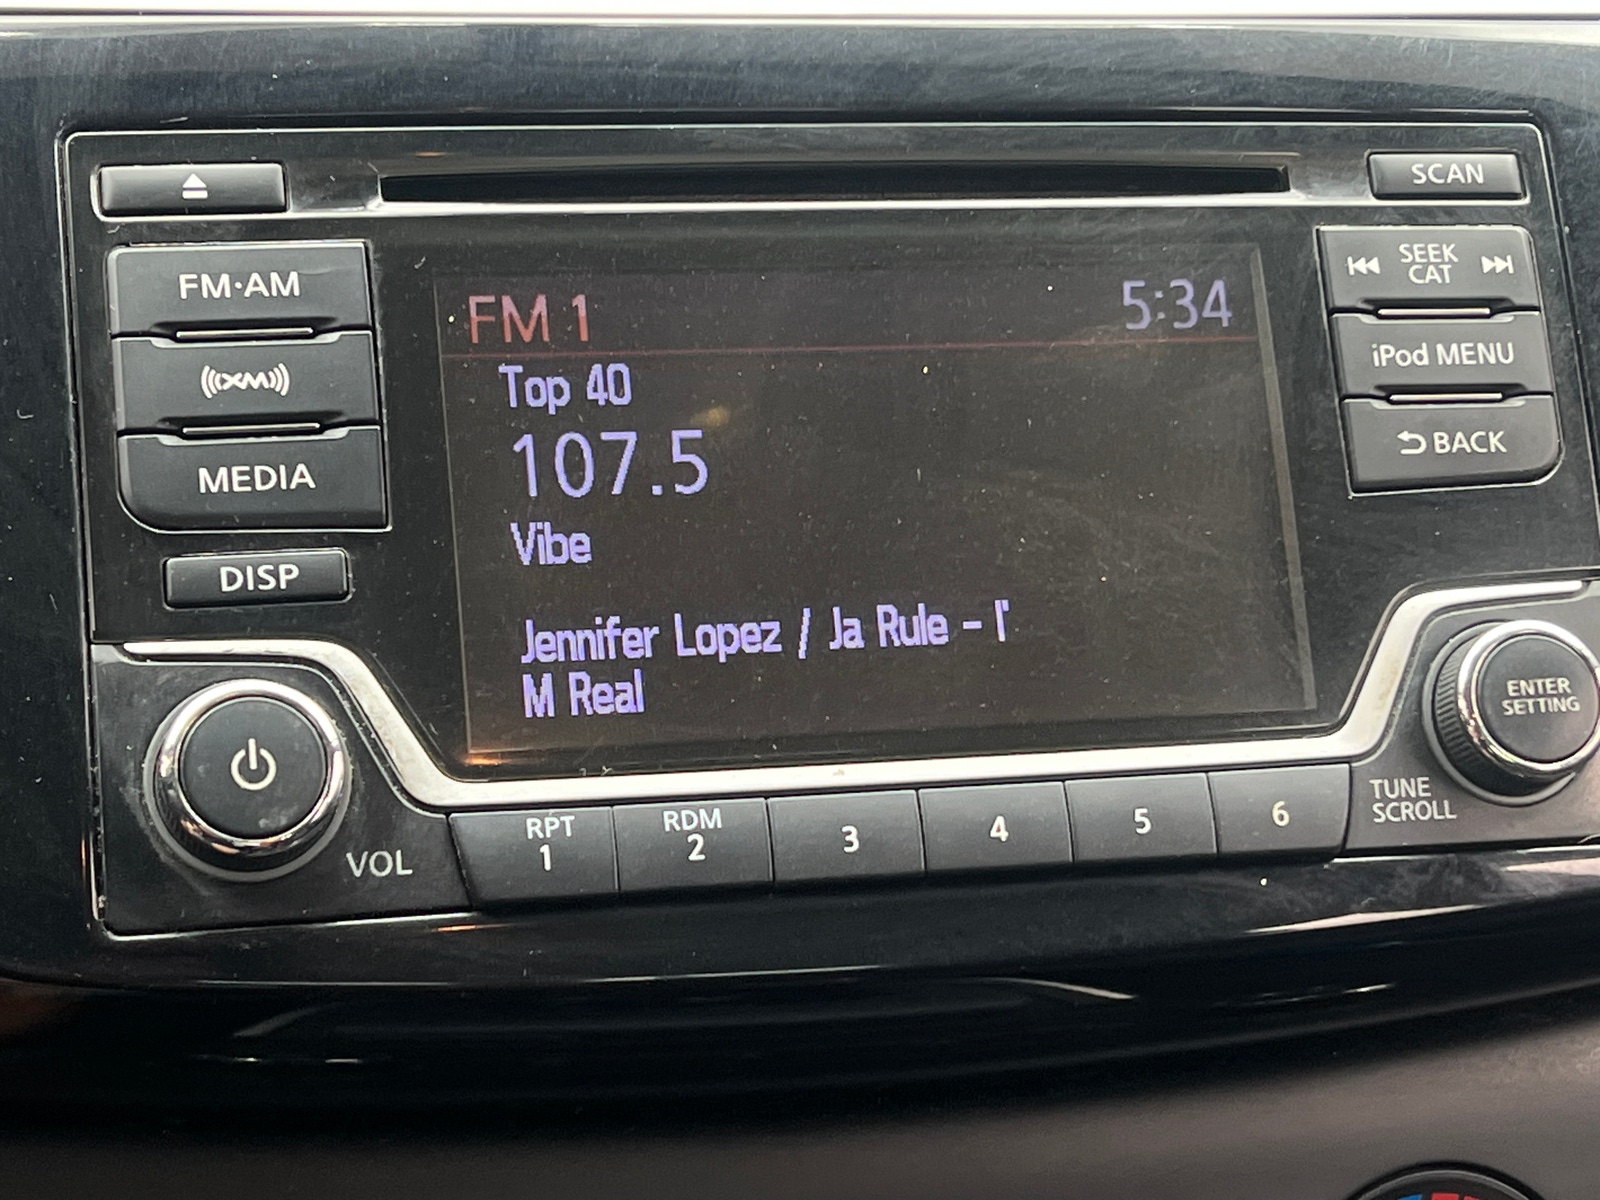 SCAN
FM·AM
SEEK
CAT
XM
iPod MENU
MEDIA
BACK
DISP
FM 1 5:34
Top 40
107.5
Vibe
Jennifer Lopez / Ja Rule - I'
M Real
ENTER
SETTING
TUNE
SCROLL
VOL
RPT
1
RDM
2
3
4
5
6